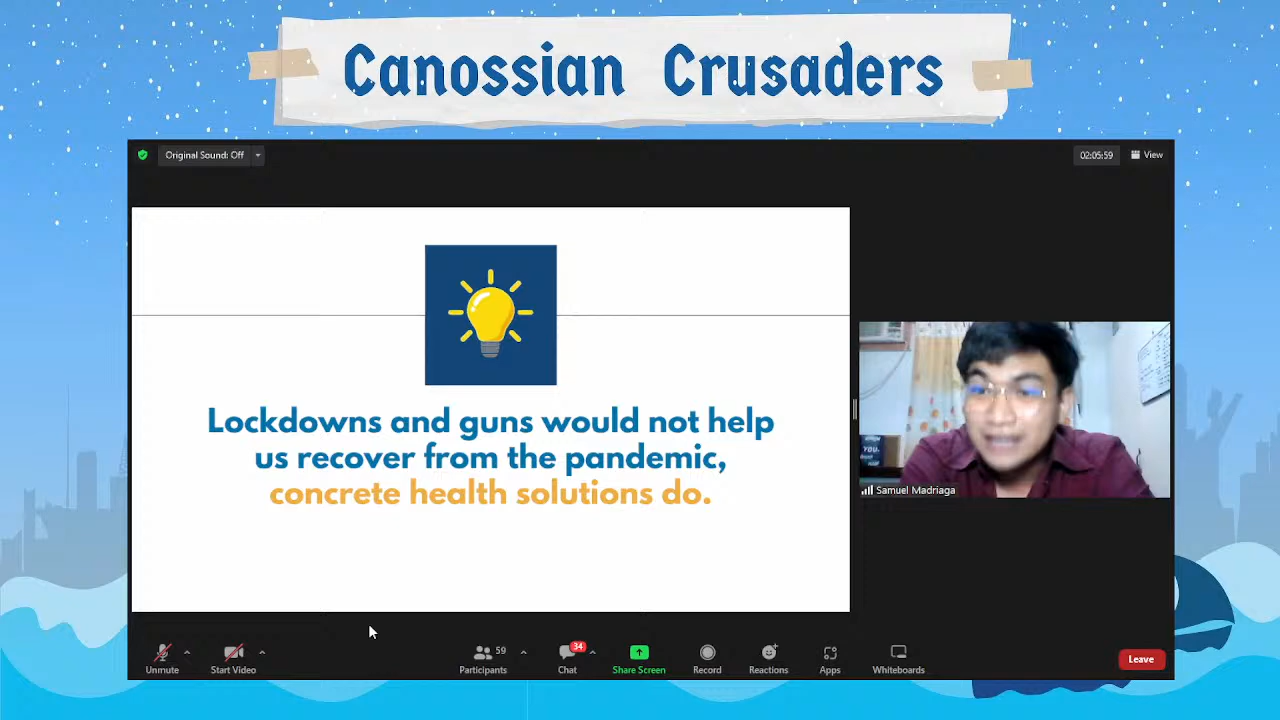 Canossian Crusaders
Original Sound: Off
02:05:59
View
Lockdowns and guns would not help
us recover from the pandemic,
concrete health solutions do.
YOU.
Samuel Madriaga
Unmute
Start Video
59
Participants
34
Chat
Share Screen
Record
Reactions
Apps
Whiteboards
Leave